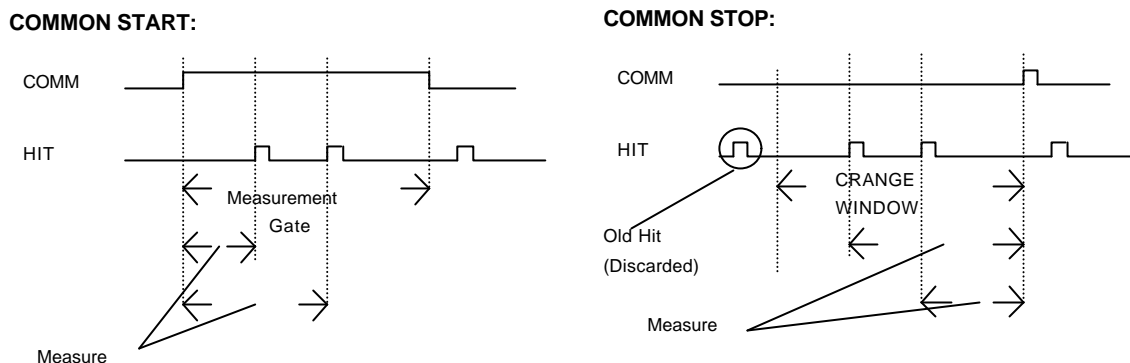 COMMON START:
COMM
HIT
Measurement
Gate
Measure
COMMON STOP:
COMM
HIT
CRANGE
WINDOW
Old Hit
(Discarded)
Measure